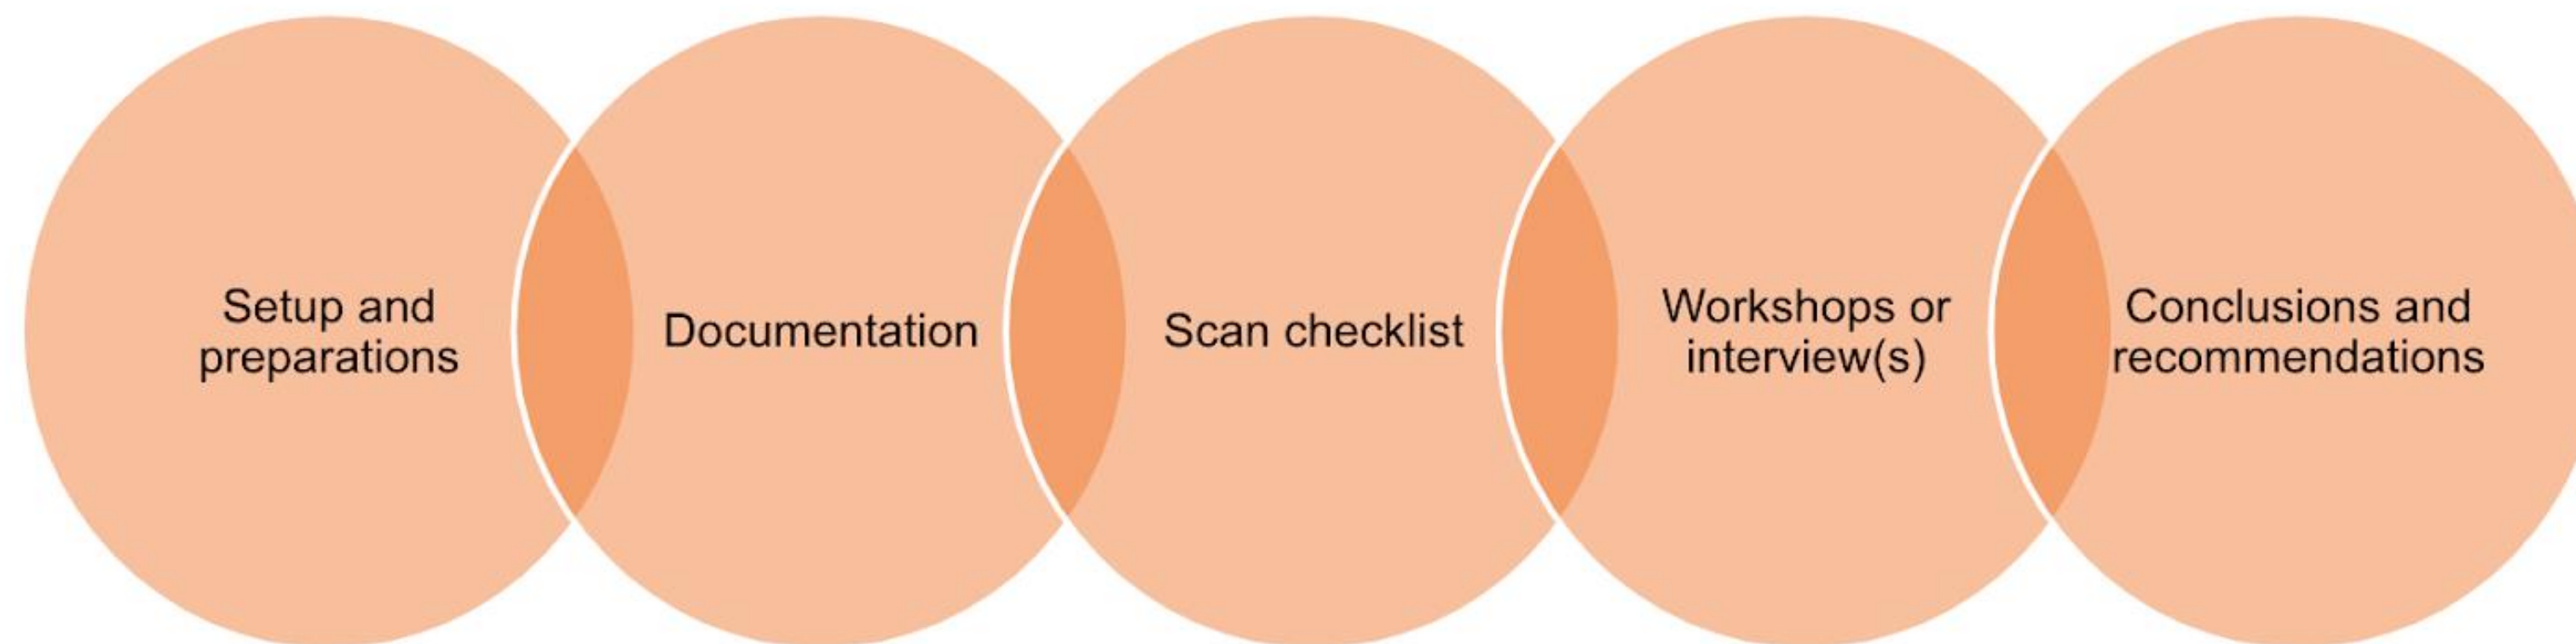 Setup and
preparations
Documentation
Scan checklist
Workshops or
interview(s)
Conclusions and
recommendations